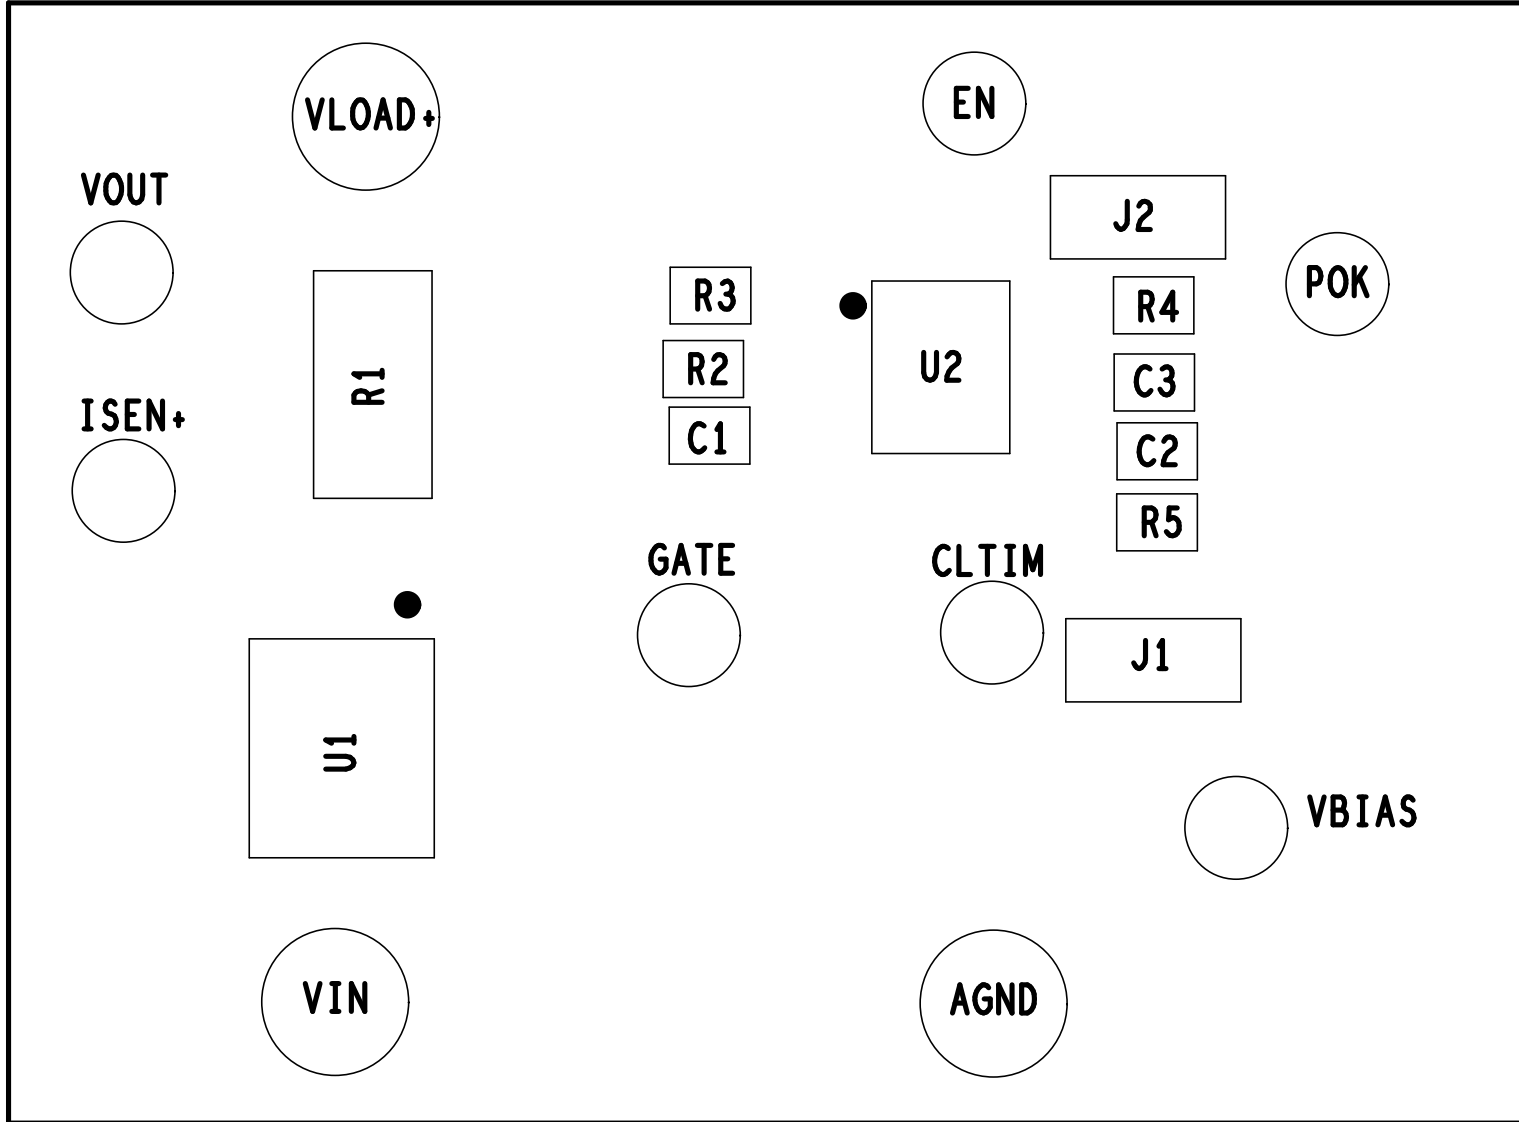 VLOAD+
EN
VOUT
J2
POK
R3
R4
U2
R2
R1
C3
ISEN+
C1
C2
R5
GATE
CLTIM
J1
U1
VBIAS
VIN
AGND